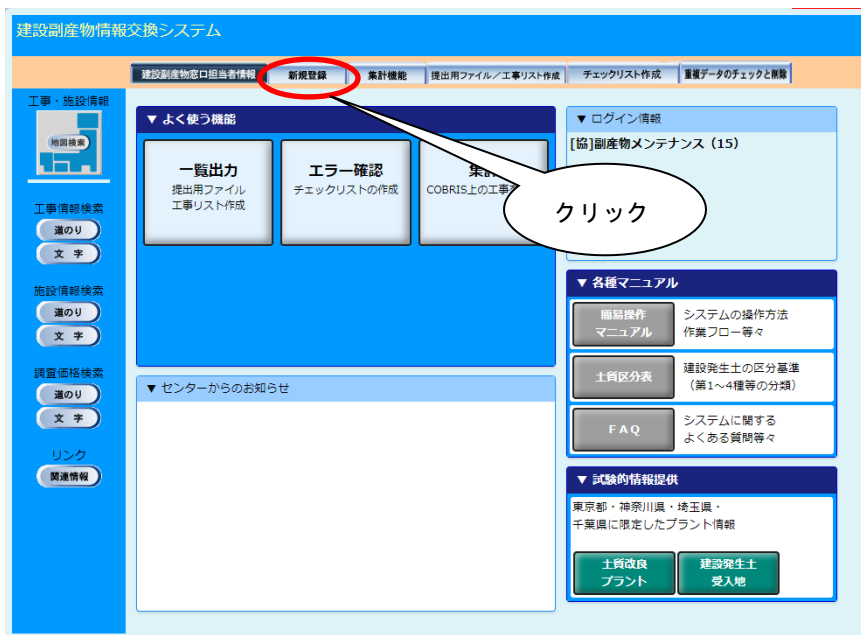 建設副産物情報交換システム
建設副産物窓口担当者情報
新規登録
集計機能
提出用ファイル／工事リスト作成
チェックリスト作成
重複データのチェックと削除
工事・施設情報
地図検索
工事情報検索
道のり
文 字
施設情報検索
道のり
文 字
調査価格検索
道のり
文 字
リンク
関連情報
▼ よく使う機能
一覧出力
提出用ファイル
工事リスト作成
エラー確認
チェックリストの作成
集計
COBRIS上の工事
クリック
▼ センターからのお知らせ
▼ ログイン情報
[協]副産物メンテナンス（15）
▼ 各種マニュアル
簡易操作
マニュアル
システムの操作方法
作業フロー等々
土質区分表
建設発生土の区分基準
（第1～4種等の分類）
ＦＡＱ
システムに関する
よくある質問等々
▼ 試験的情報提供
東京都・神奈川県・埼玉県・
千葉県に限定したプラント情報
土質改良
プラント
建設発生土
受入地